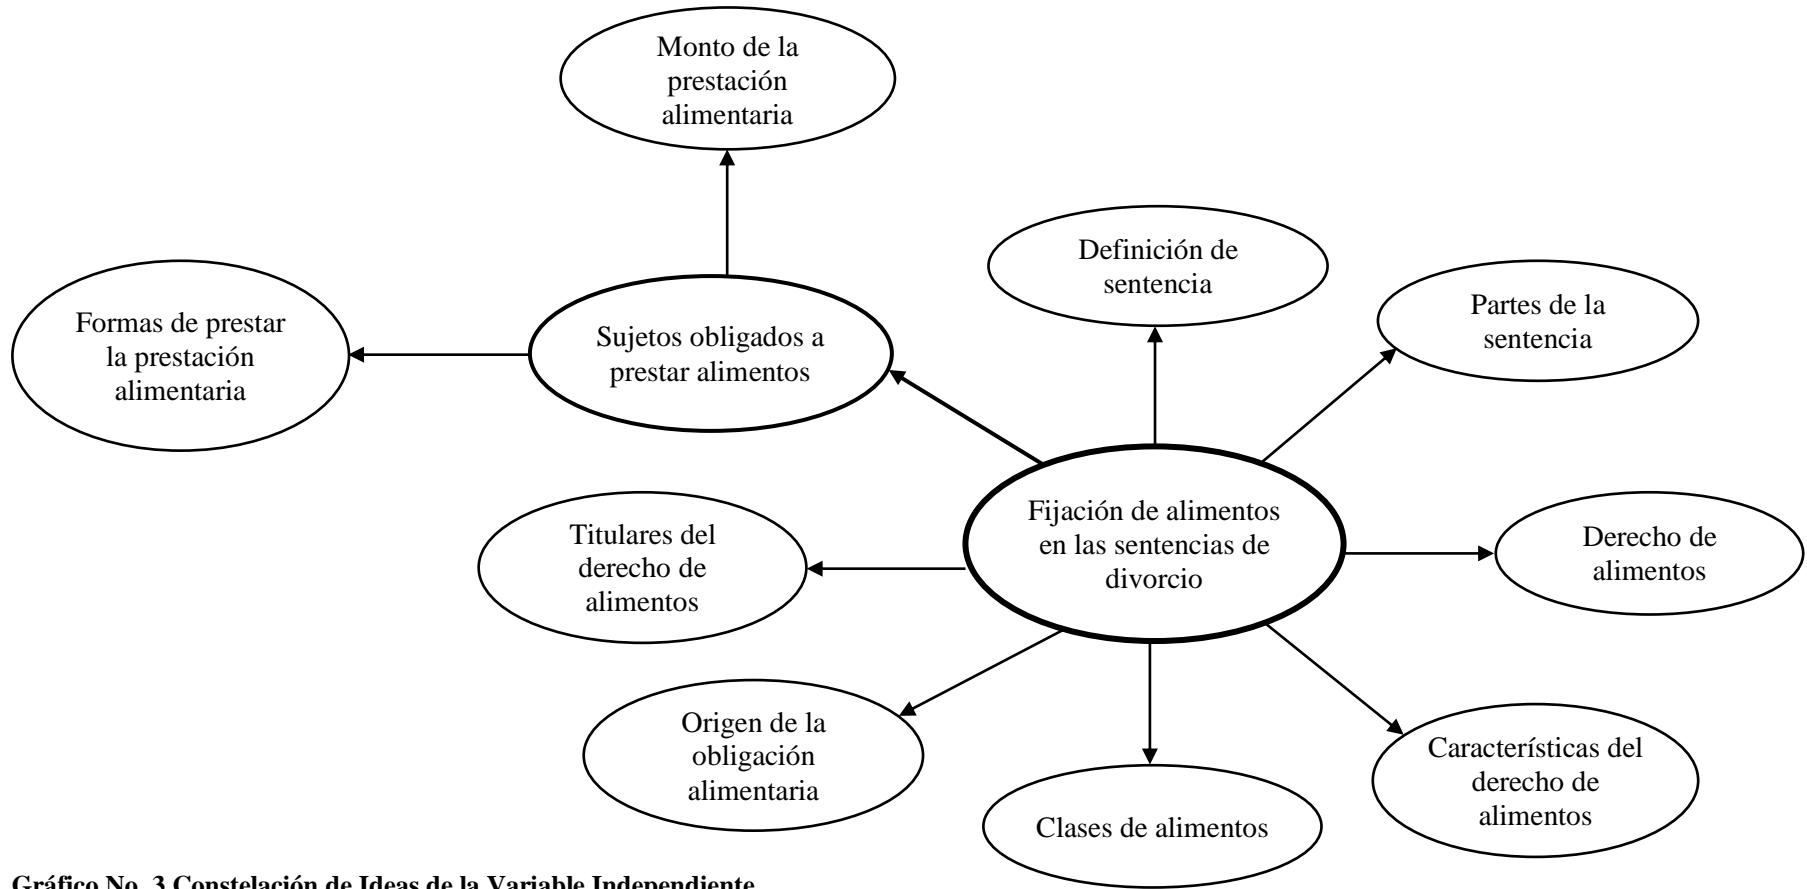 Monto de la
prestación
alimentaria
Definición de
sentencia
Partes de la
sentencia
Formas de prestar
la prestación
alimentaria
Sujetos obligados a
prestar alimentos
Fijación de alimentos
en las sentencias de
divorcio
Titulares del
derecho de
alimentos
Derecho de
alimentos
Origen de la
obligación
alimentaria
Clases de alimentos
Características del
derecho de
alimentos
Gráfico No. 3 Constelación de Ideas de la Variable Independiente